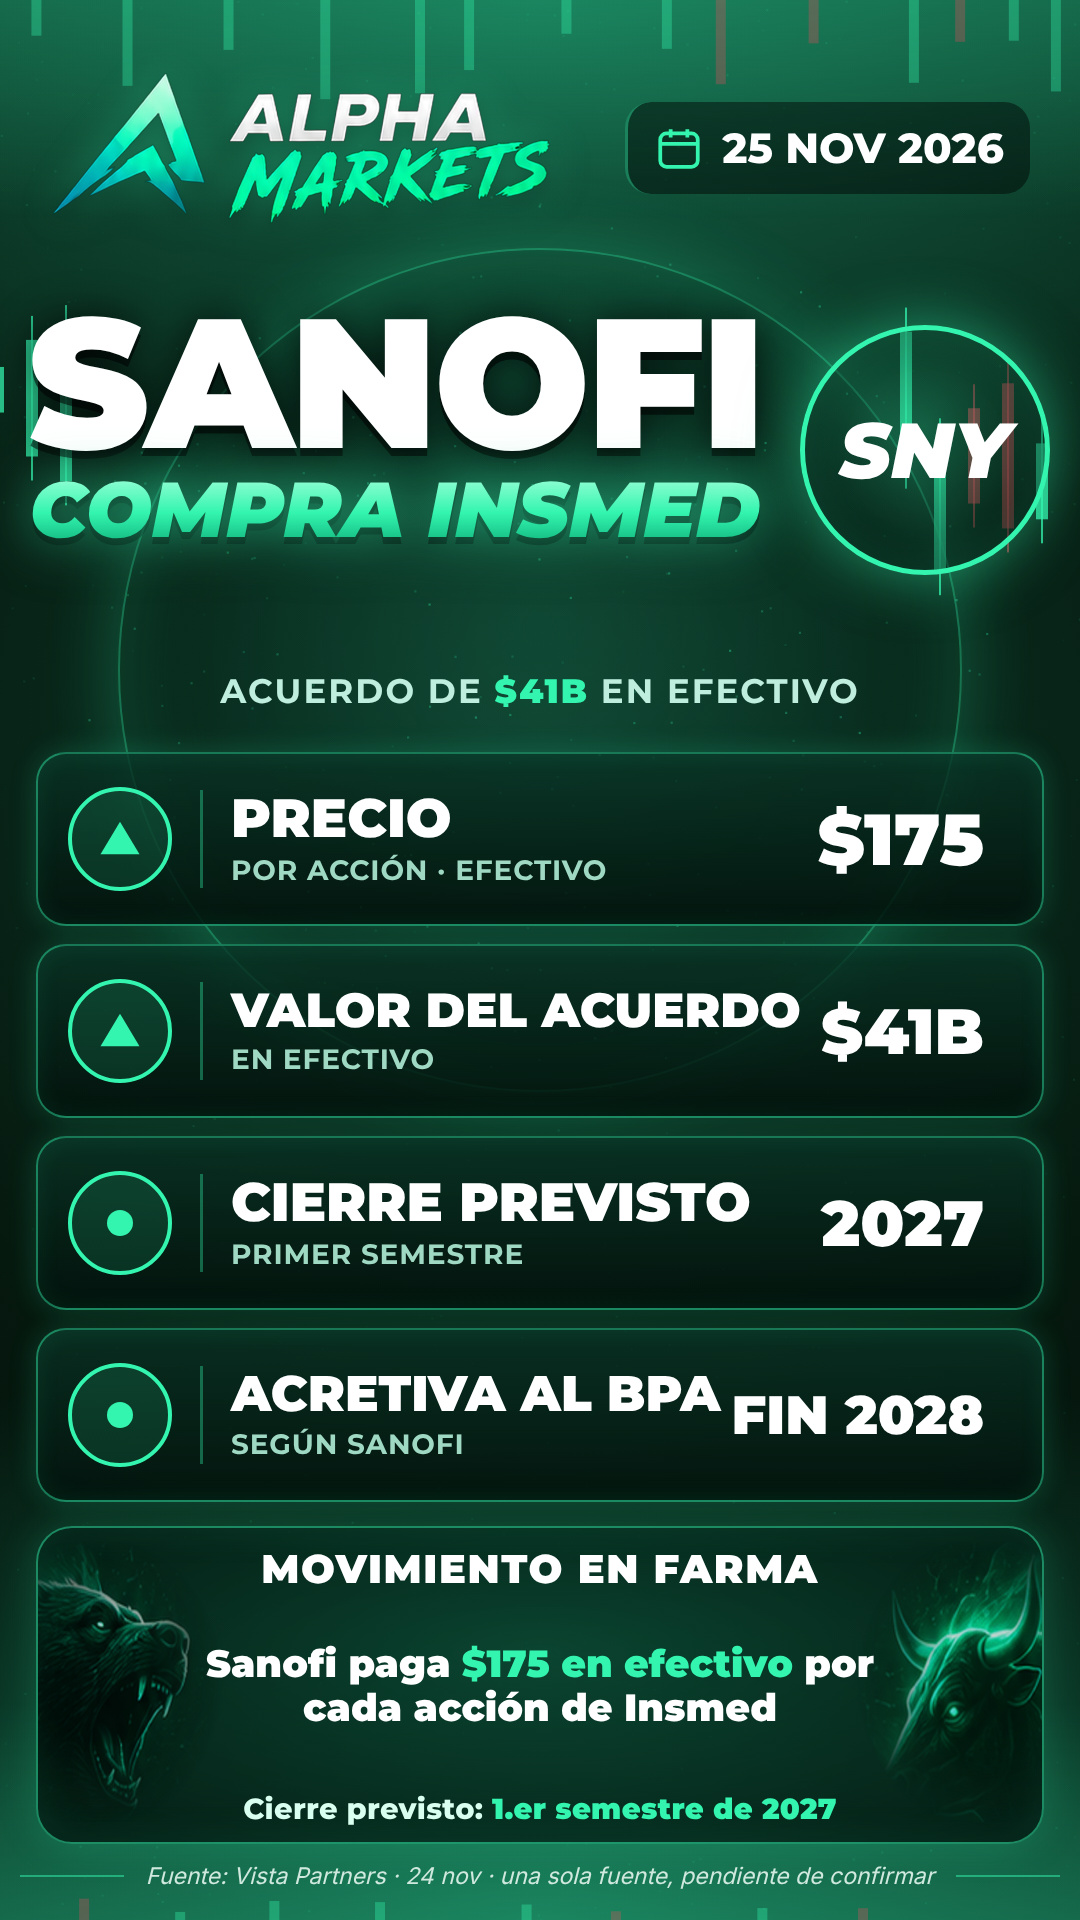 ALPHA
MARKETS
25 NOV 2026
SANOFI
COMPRA INSMED
SNY
ACUERDO DE $41B EN EFECTIVO
PRECIO
POR ACCIÓN · EFECTIVO
$175
VALOR DEL ACUERDO
EN EFECTIVO
$41B
CIERRE PREVISTO
PRIMER SEMESTRE
2027
ACRETIVA AL BPA
SEGÚN SANOFI
FIN 2028
MOVIMIENTO EN FARMA
Sanofi paga $175 en efectivo por
cada acción de Insmed
Cierre previsto: 1.er semestre de 2027
Fuente: Vista Partners · 24 nov · una sola fuente, pendiente de confirmar